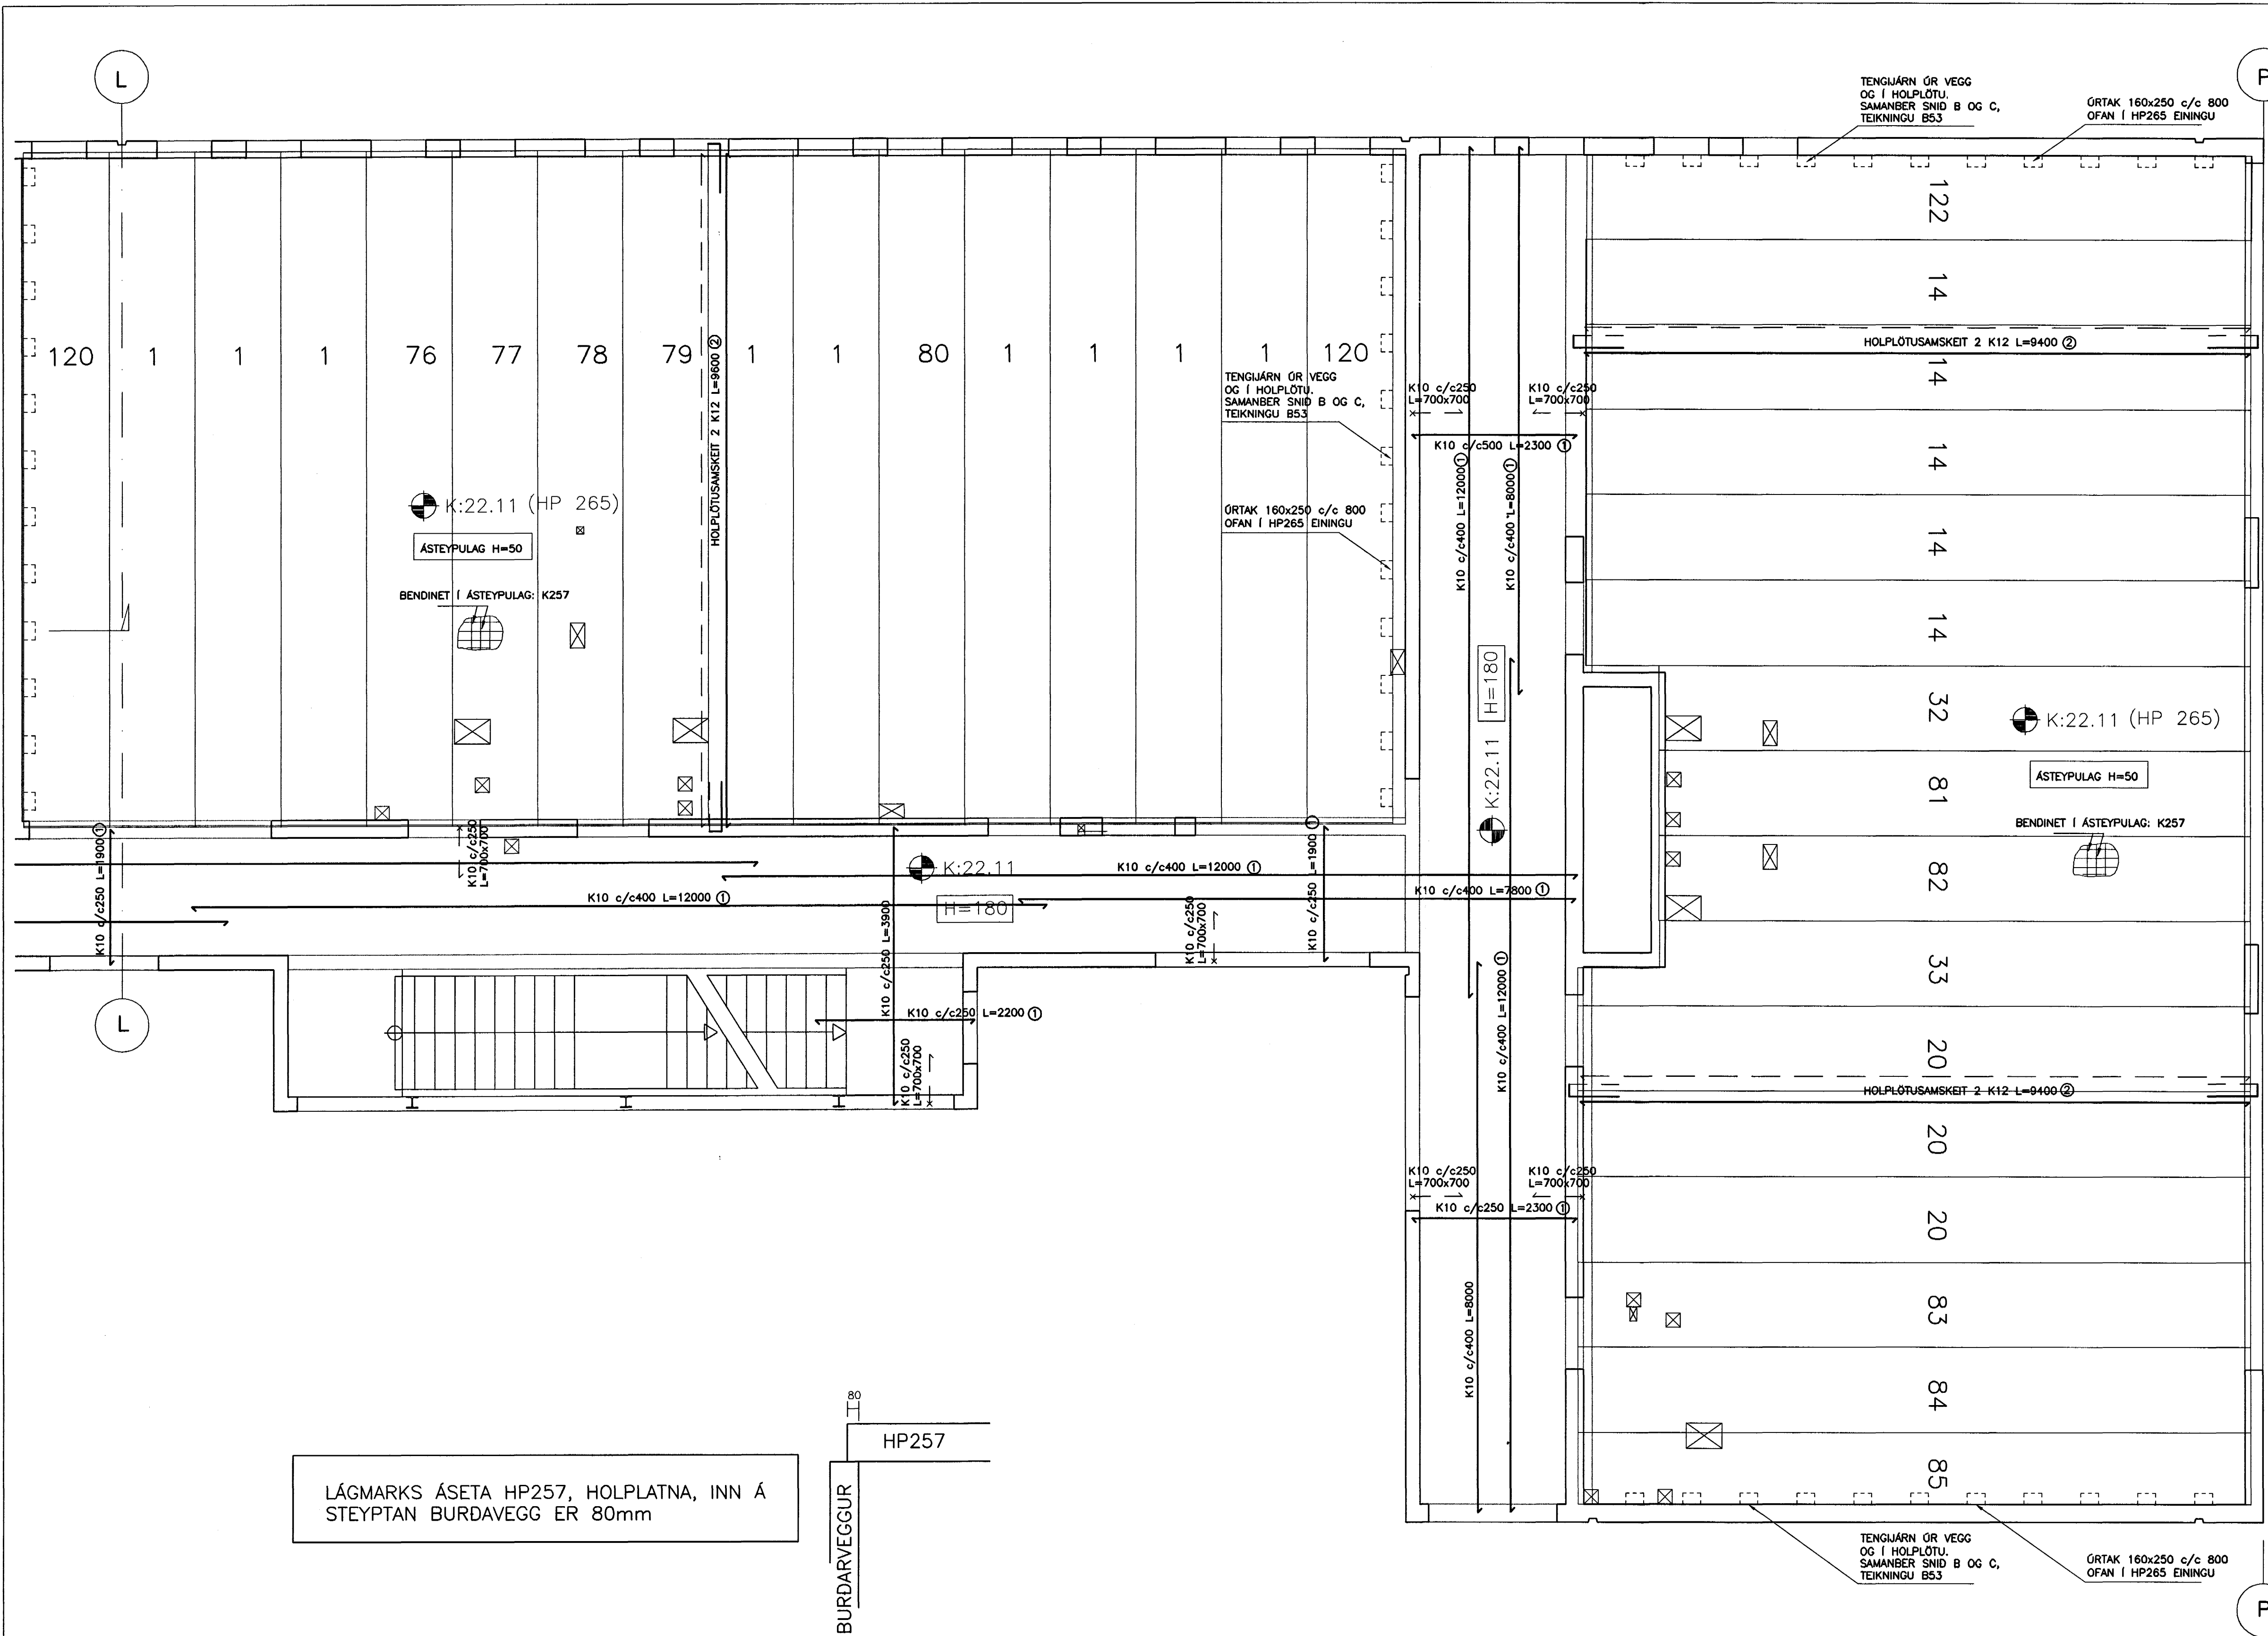 L
P
TENGIJÁRN ÚR VEGG
OG Í HOLPLÖTU.
SAMANBER SNIÐ B OG C,
TEIKNINGU B53
ÚRTAK 160x250 c/c 800
OFAN Í HP265 EININGU
120 1 1 1 76 77 78 79 1 1 80 1 1 1 1 120
HOLPLÖTUSAMSKEIT 2 K12 L=9600 ②
K:22.11 (HP 265)
ÁSTEYPULAG H=50
BENDINET Í ÁSTEYPULAG: K257
TENGIJÁRN ÚR VEGG
OG Í HOLPLÖTU.
SAMANBER SNIÐ B OG C,
TEIKNINGU B53
ÚRTAK 160x250 c/c 800
OFAN Í HP265 EININGU
K10 c/c250
L=700x700
K10 c/c250
L=700x700
K10 c/c500 L=2300 ①
K10 c/c400 L=12000 ①
K10 c/c400 L=8000 ①
H=180
K:22.11
122
14
HOLPLÖTUSAMSKEIT 2 K12 L=9400 ②
14
14
14
14
32
K:22.11 (HP 265)
ÁSTEYPULAG H=50
81
BENDINET Í ÁSTEYPULAG: K257
82
33
20
HOLPLÖTUSAMSKEIT 2 K12 L=9400 ②
20
20
83
84
85
K10 c/c250 L=1900 ①
K10 c/c250
L=700x700
K:22.11
H=180
K10 c/c400 L=12000 ①
K10 c/c400 L=12000 ①
K10 c/c400 L=7800 ①
K10 c/c250 L=1900 ①
K10 c/c250 L=3900
K10 c/c250
L=700x700
K10 c/c250 L=2200 ①
K10 c/c250
L=700x700
L
K10 c/c400 L=12000 ①
K10 c/c250
L=700x700
K10 c/c250
L=700x700
K10 c/c250 L=2300 ①
K10 c/c400 L=8000
80
HP257
BURÐARVEGGUR
LÁGMARKS ÁSETA HP257, HOLPLATNA, INN Á
STEYPTAN BURÐAVEGG ER 80mm
TENGIJÁRN ÚR VEGG
OG Í HOLPLÖTU.
SAMANBER SNIÐ B OG C,
TEIKNINGU B53
ÚRTAK 160x250 c/c 800
OFAN Í HP265 EININGU
P